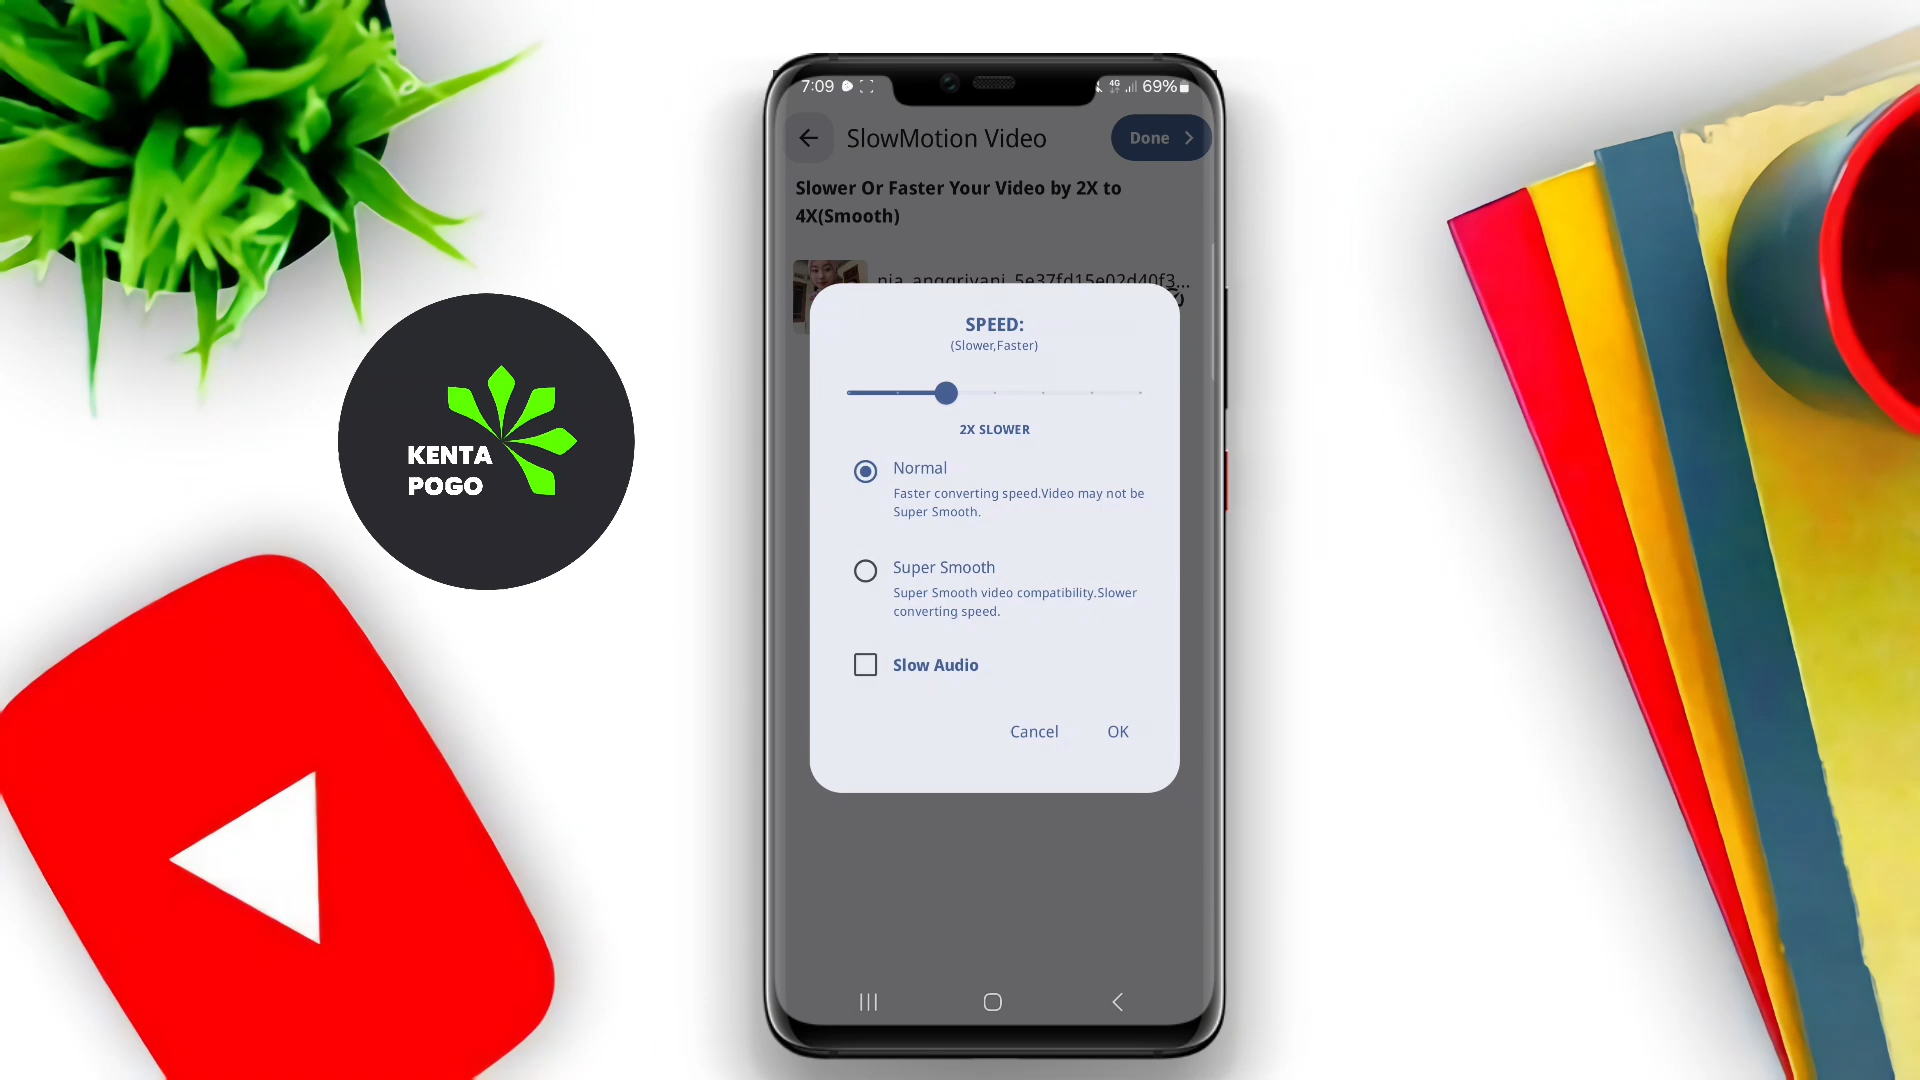 7:09
4G
69%
SlowMotion Video
Done
Slower Or Faster Your Video by 2X to
4X(Smooth)
nia_anggriyani_5e37fd15e02d40f3...
SPEED:
(Slower,Faster)
2X SLOWER
Normal
Faster converting speed.Video may not be
Super Smooth.
Super Smooth
Super Smooth video compatibility.Slower
converting speed.
Slow Audio
Cancel
OK
KENTA
POGO